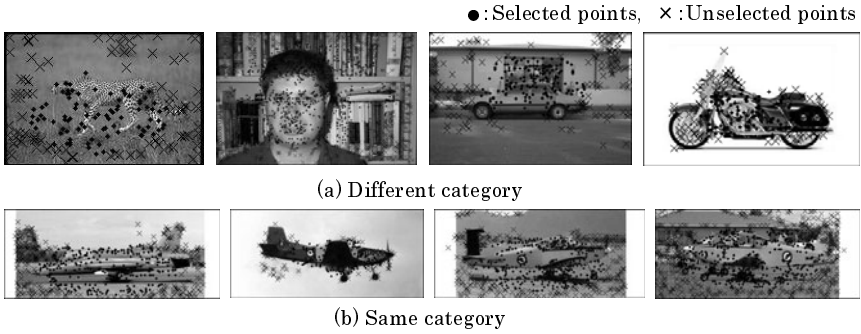 ●:Selected points, ×:Unselected points
(a) Different category
(b) Same category